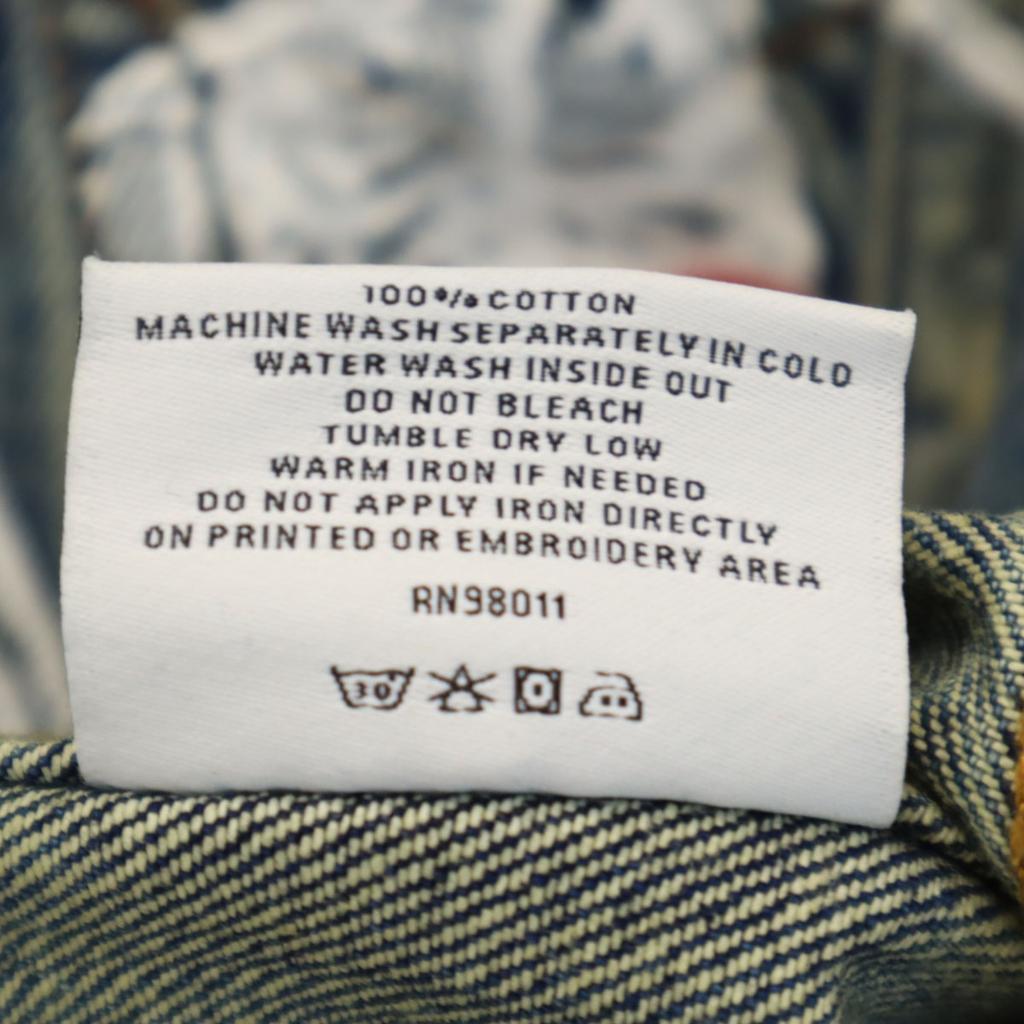 100% COTTON
MACHINE WASH SEPARATELY IN COLD
WATER WASH INSIDE OUT
DO NOT BLEACH
TUMBLE DRY LOW
WARM IRON IF NEEDED
DO NOT APPLY IRON DIRECTLY
ON PRINTED OR EMBROIDERY AREA
RN98011
30°